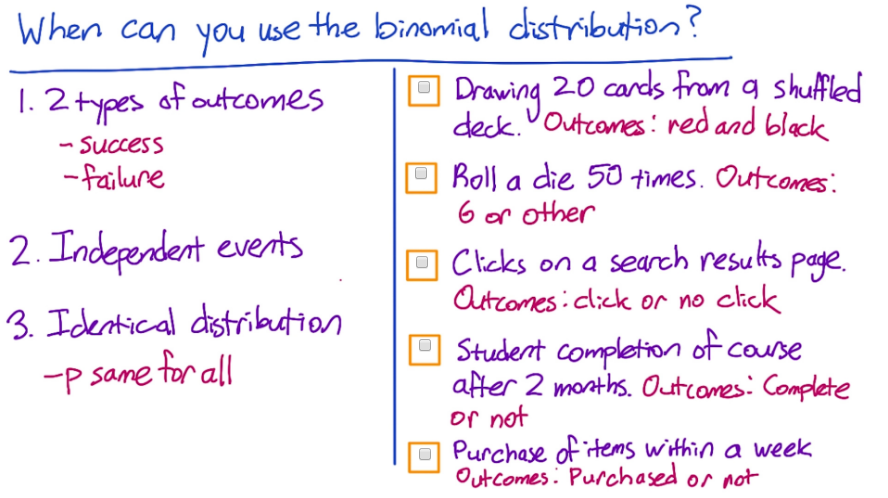 When can you use the binomial distribution?
1. 2 types of outcomes
- success
- failure
2. Independent events
3. Identical distribution
- p same for all
Drawing 20 cards from a shuffled
deck. Outcomes: red and black
Roll a die 50 times. Outcomes:
6 or other
Clicks on a search results page.
Outcomes: click or no click
Student completion of course
after 2 months. Outcomes: Complete
or not
Purchase of items within a week
Outcomes: Purchased or not